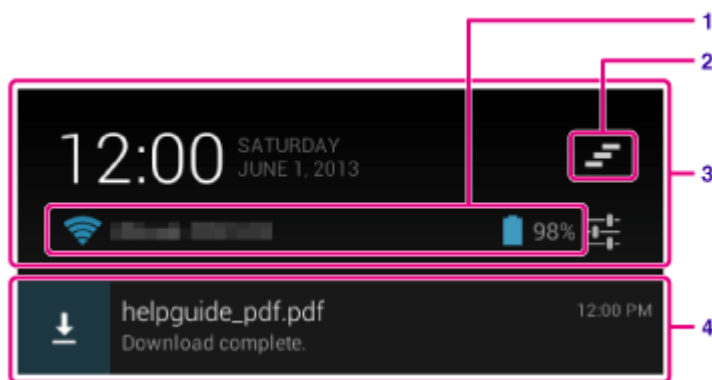 1
2
12:00
SATURDAY
JUNE 1, 2013
3
98%
helpguide_pdf.pdf
12:00 PM
Download complete.
4